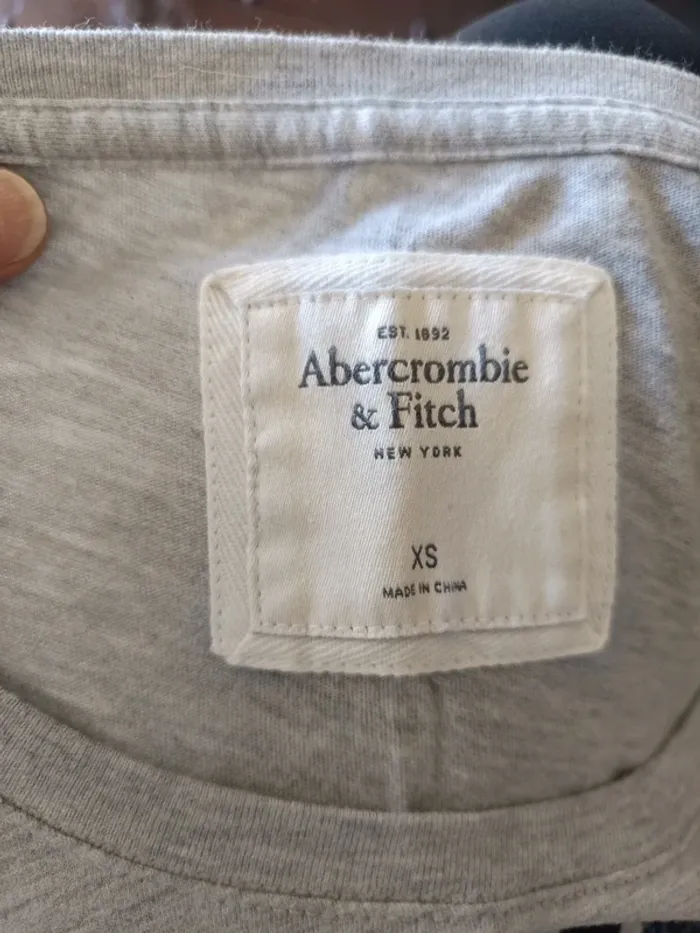 EST. 1892
Abercrombie
& Fitch
NEW YORK
XS
MADE IN CHINA